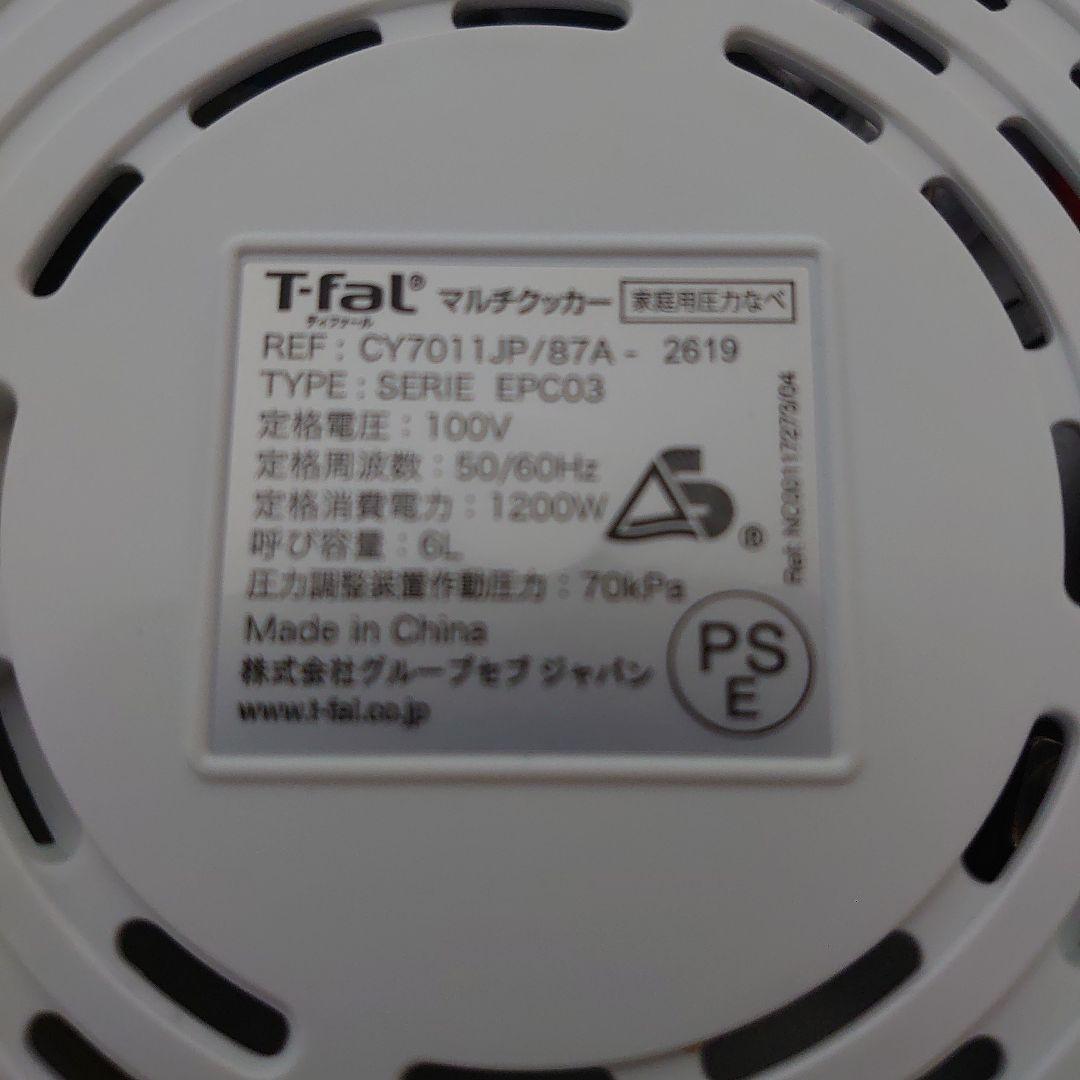 T-fal® マルチクッカー 家庭用圧力なべ
ティファール
REF : CY7011JP/87A - 2619
TYPE : SERIE EPC03
定格電圧 : 100V
定格周波数 : 50/60Hz
定格消費電力 : 1200W
呼び容量 : 6L
圧力調整装置作動圧力 : 70kPa
Made in China
株式会社グループセブ ジャパン
www.t-fal.co.jp
S ®
PS
E
Ref: NC00117273/04